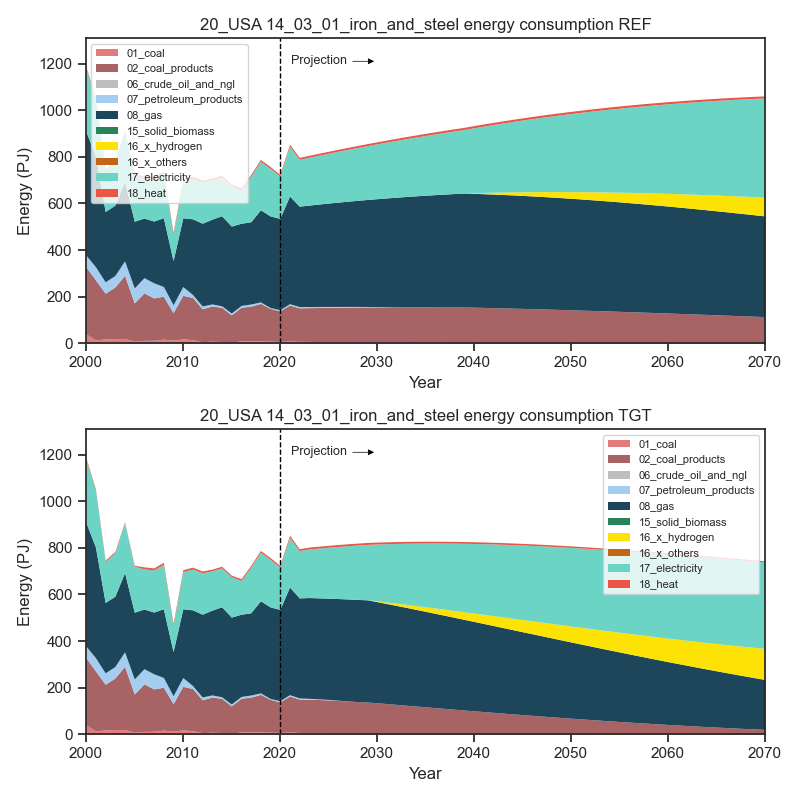 20_USA 14_03_01_iron_and_steel energy consumption REF
Energy (PJ)
1200
1000
800
600
400
200
0
01_coal
02_coal_products
06_crude_oil_and_ngl
07_petroleum_products
08_gas
15_solid_biomass
16_x_hydrogen
16_x_others
17_electricity
18_heat
Projection
2000 2010 2020 2030 2040 2050 2060 2070
Year
20_USA 14_03_01_iron_and_steel energy consumption TGT
Energy (PJ)
1200
1000
800
600
400
200
0
Projection
01_coal
02_coal_products
06_crude_oil_and_ngl
07_petroleum_products
08_gas
15_solid_biomass
16_x_hydrogen
16_x_others
17_electricity
18_heat
2000 2010 2020 2030 2040 2050 2060 2070
Year